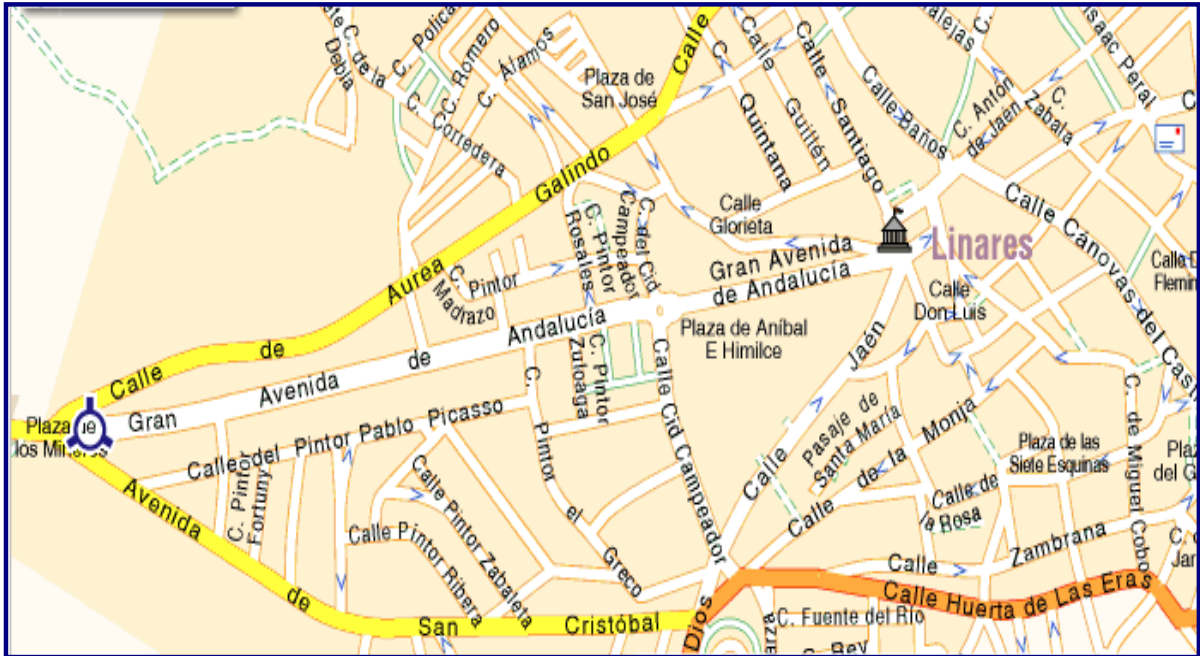 C. de la
Debla
C.
C. Romero
C. Álamos
C. Corredera
Plaza de
San José
Calle
Calle de Aurea Galindo
C.
Quintana
Calle
Guillén
Calle
Santiago
Calle Baños
C.
C. Antón
de Jaén
C.
Zabala
Isaac Peral
C
Calle
Glorieta
Linares
Gran Avenida
de Andalucía
Calle Canovas del
C. Pintor
Madrazo
Rosales
C. Pintor
C. del Cid
Campeador
Plaza de Aníbal
E Himilce
Calle
Don Luis
Gran Avenida de Andalucía
Plaza de
los Mineros
C. Pintor
Zuloaga
Calle Cid Campeador
Calle Jaén
Calle del Pintor Pablo Picasso
C. Pintor
Fortuny
C. Pintor el Greco
Calle Pintor Zabaleta
Calle Pintor Ribera
Pasaje de
Santa María
Calle de la Monja
Plaza de las
Siete Esquinas
Calle de
la Rosa
C. de Miguel Cobo
Calle Zambrana
Avenida de San Cristóbal
Dios
Calle Huerta de Las Eras
C. Fuente del Río
C. Rey